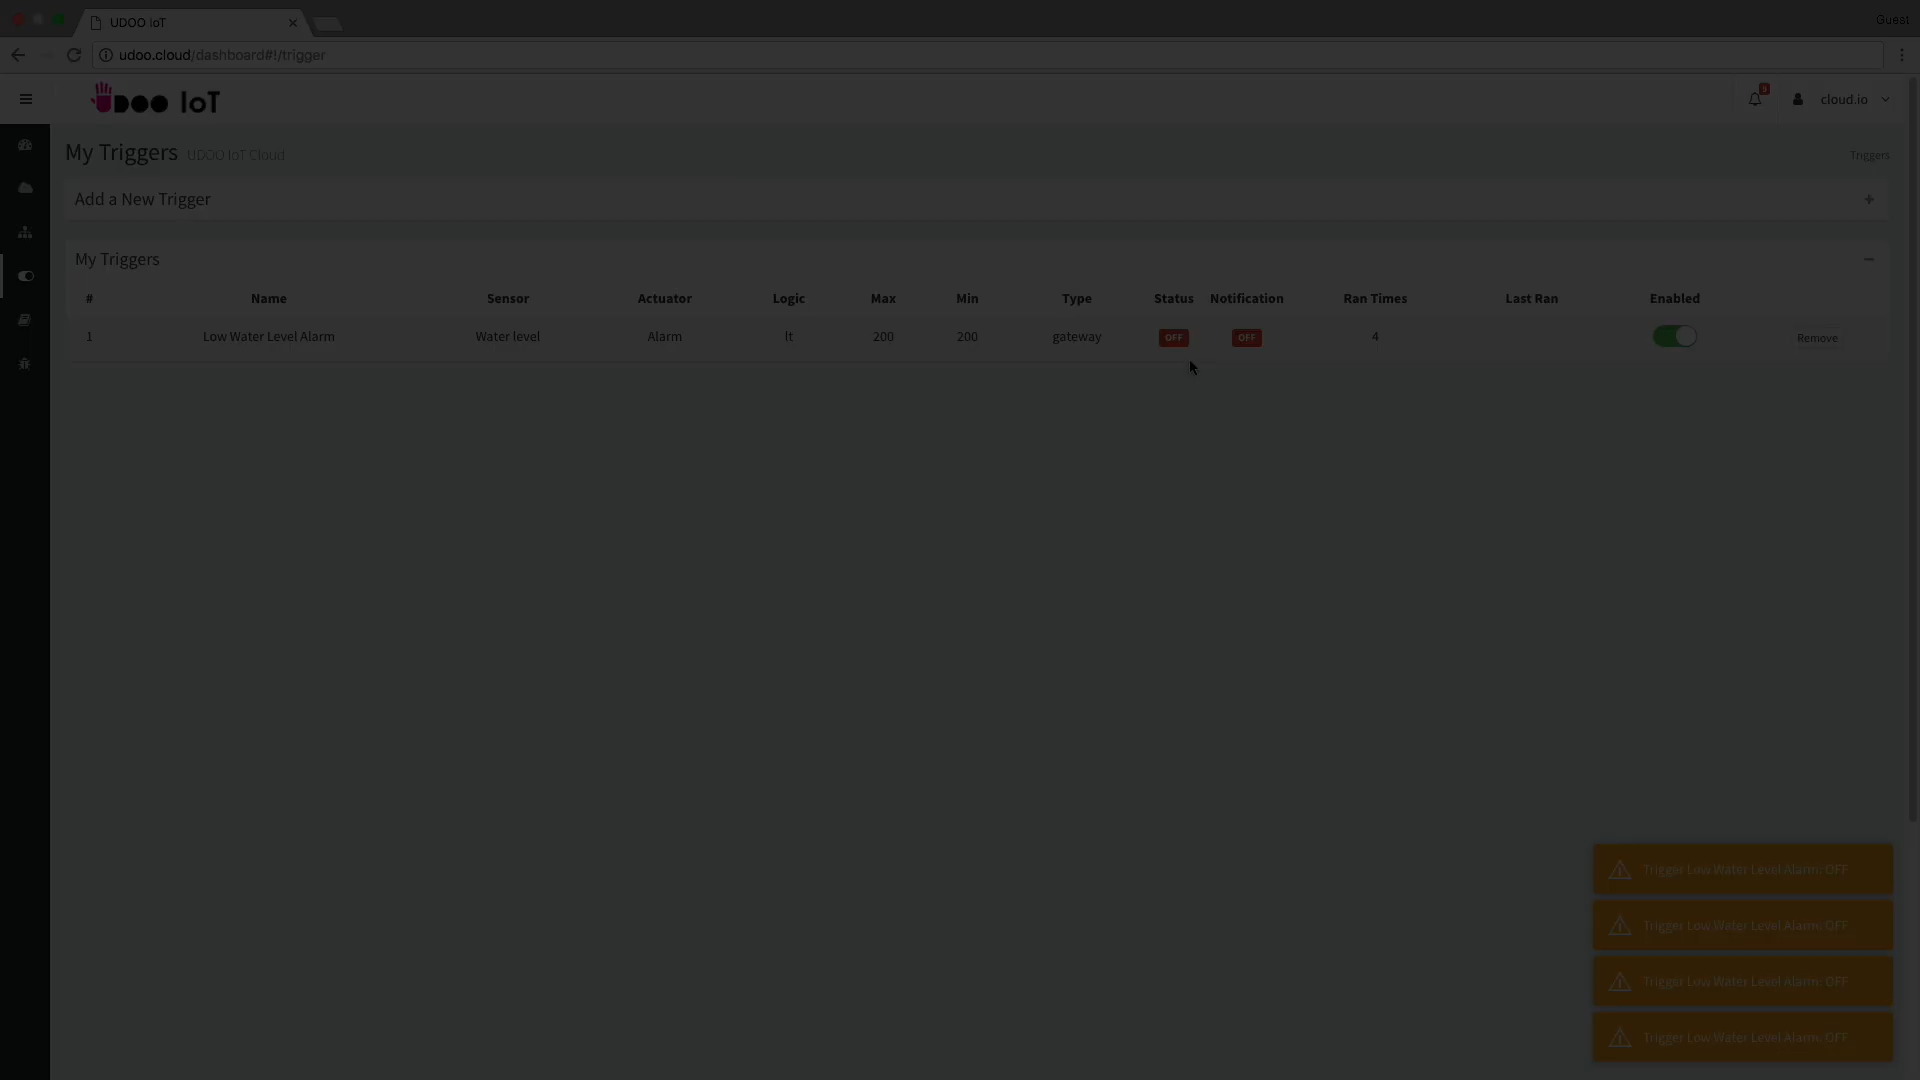 UDOO IoT
Guest
udoo.cloud/dashboard#!/trigger
UDOO IoT
3
cloud.io
My Triggers UDOO IoT Cloud
Triggers
Add a New Trigger
My Triggers
# Name Sensor Actuator Logic Max Min Type Status Notification Ran Times Last Ran Enabled
1 Low Water Level Alarm Water level Alarm lt 200 200 gateway OFF OFF 4 Remove
Trigger Low Water Level Alarm: OFF
Trigger Low Water Level Alarm: OFF
Trigger Low Water Level Alarm: OFF
Trigger Low Water Level Alarm: OFF